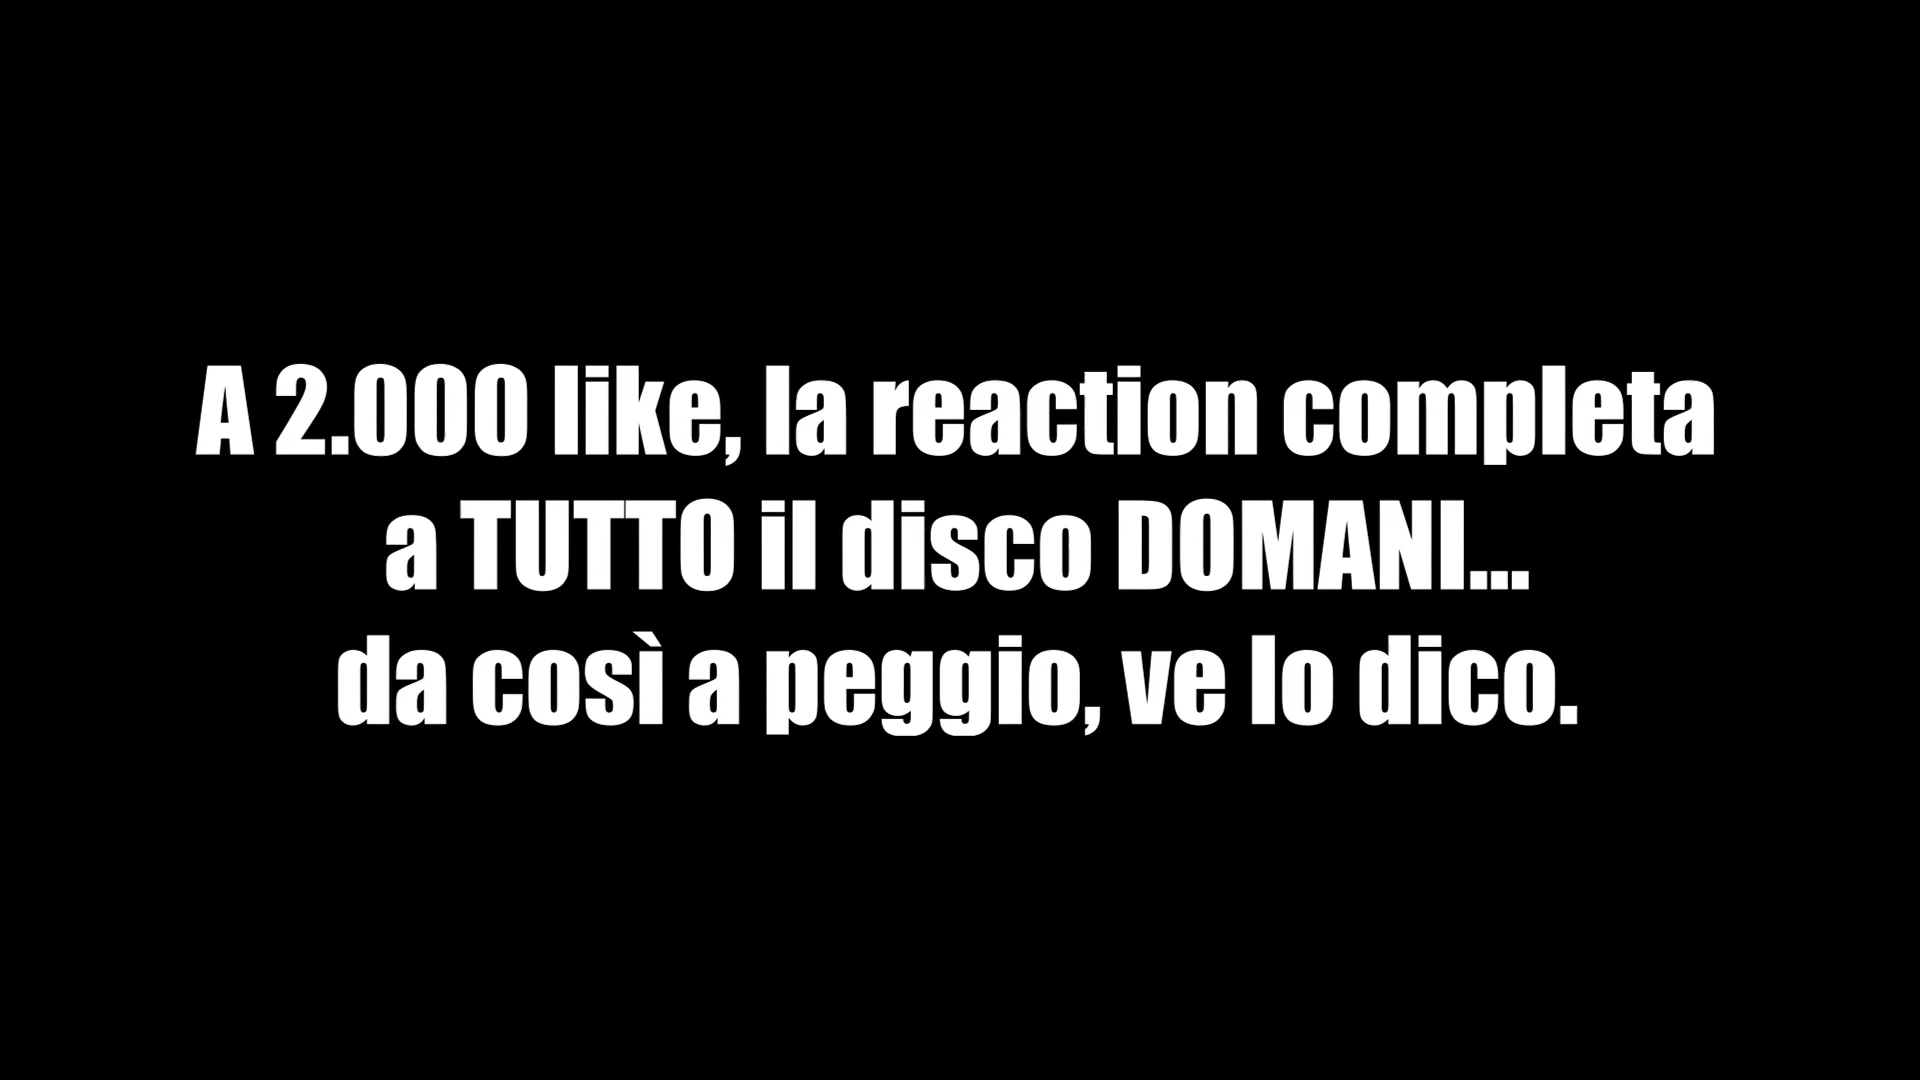 A 2.000 like, la reaction completa
a TUTTO il disco DOMANI...
da così a peggio, ve lo dico.